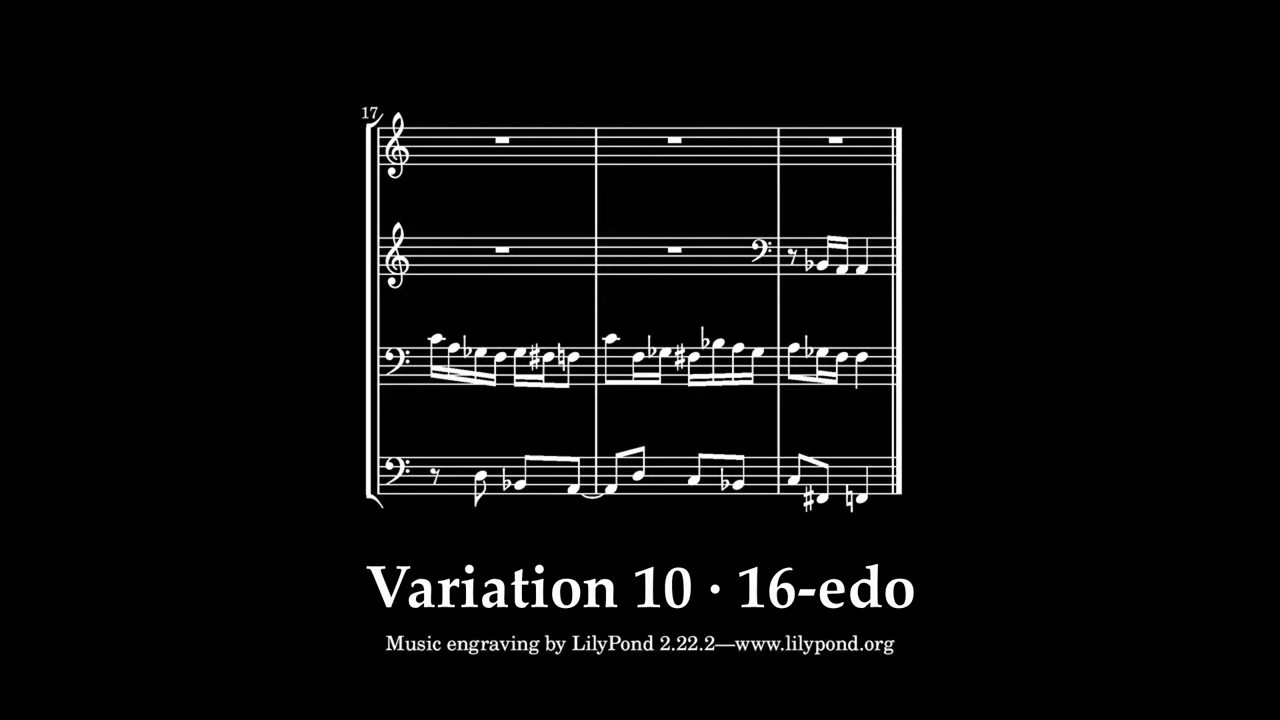 17
Variation 10 · 16-edo
Music engraving by LilyPond 2.22.2—www.lilypond.org